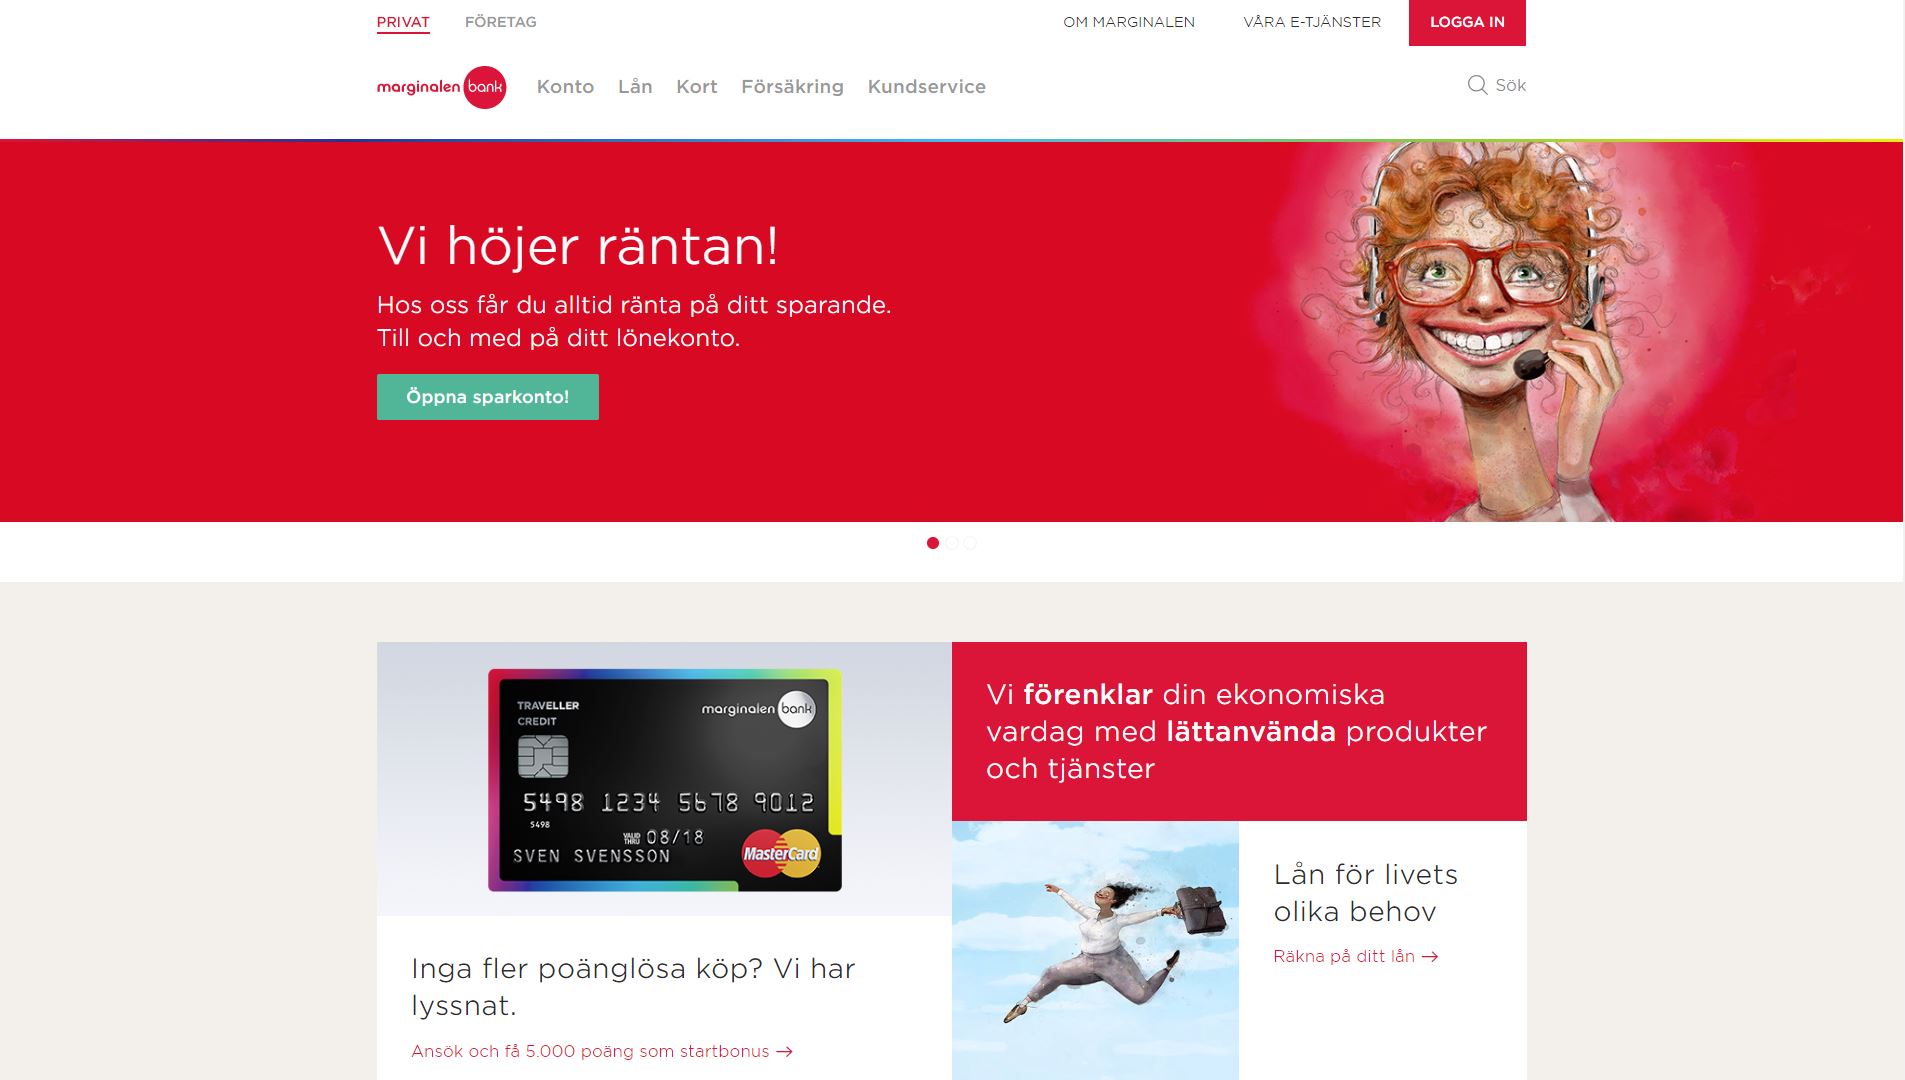 PRIVAT
FÖRETAG
OM MARGINALEN
VÅRA E-TJÄNSTER
LOGGA IN
marginalen bank
Konto
Lån
Kort
Försäkring
Kundservice
Sök
Vi höjer räntan!
Hos oss får du alltid ränta på ditt sparande.
Till och med på ditt lönekonto.
Öppna sparkonto!
TRAVELLER
CREDIT
marginalen bank
5498 1234 5678 9012
5498
VALID
THRU
08/18
SVEN SVENSSON
MasterCard
Inga fler poänglösa köp? Vi har
lyssnat.
Ansök och få 5.000 poäng som startbonus →
Vi förenklar din ekonomiska
vardag med lättanvända produkter
och tjänster
Lån för livets
olika behov
Räkna på ditt lån →